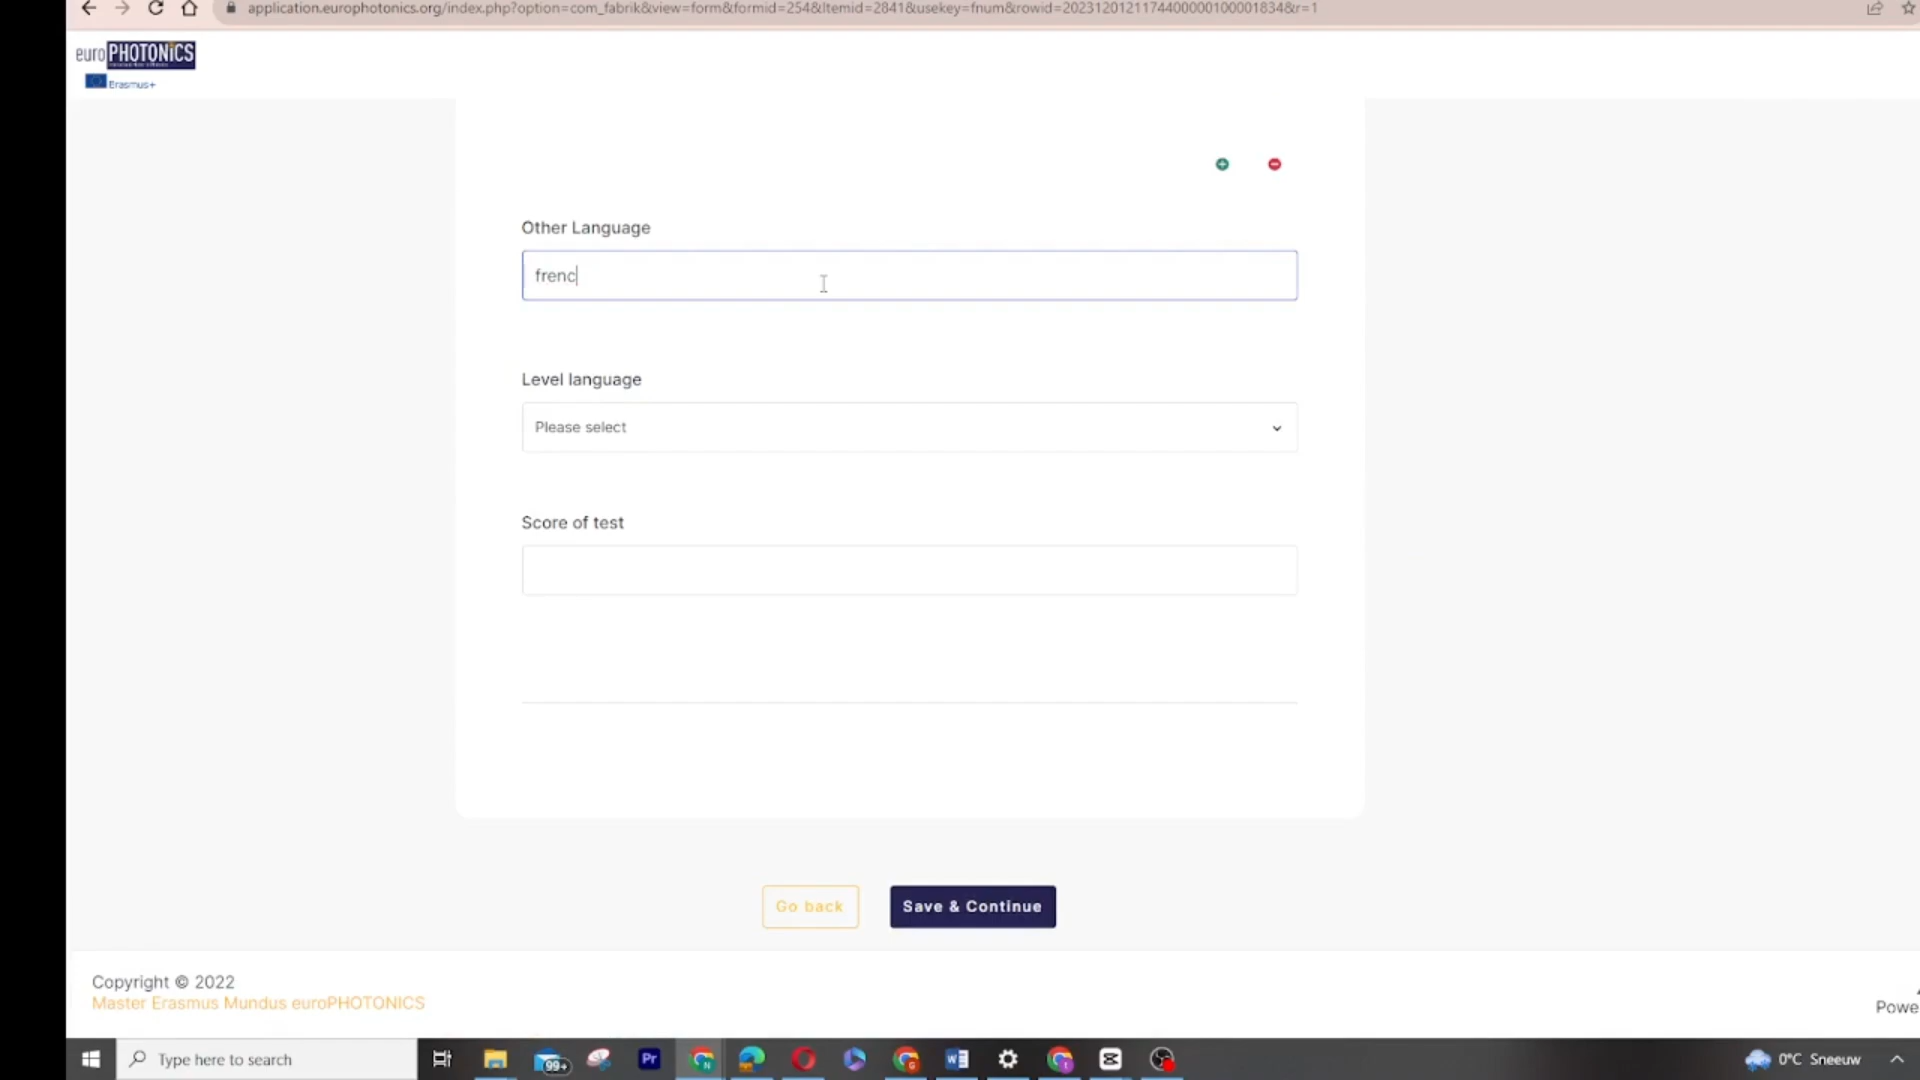 application.europhotonics.org/index.php?option=com_fabrik&view=form&formid=254&Itemid=2841&usekey=fnum&rowid=2023120121174400000100001834&r=1
euro PHOTONICS
Erasmus+
Other Language
frenc
Level language
Please select
Score of test
Go back
Save & Continue
Copyright © 2022
Master Erasmus Mundus euroPHOTONICS
Powe
Type here to search
99+
Pr
0°C Sneeuw